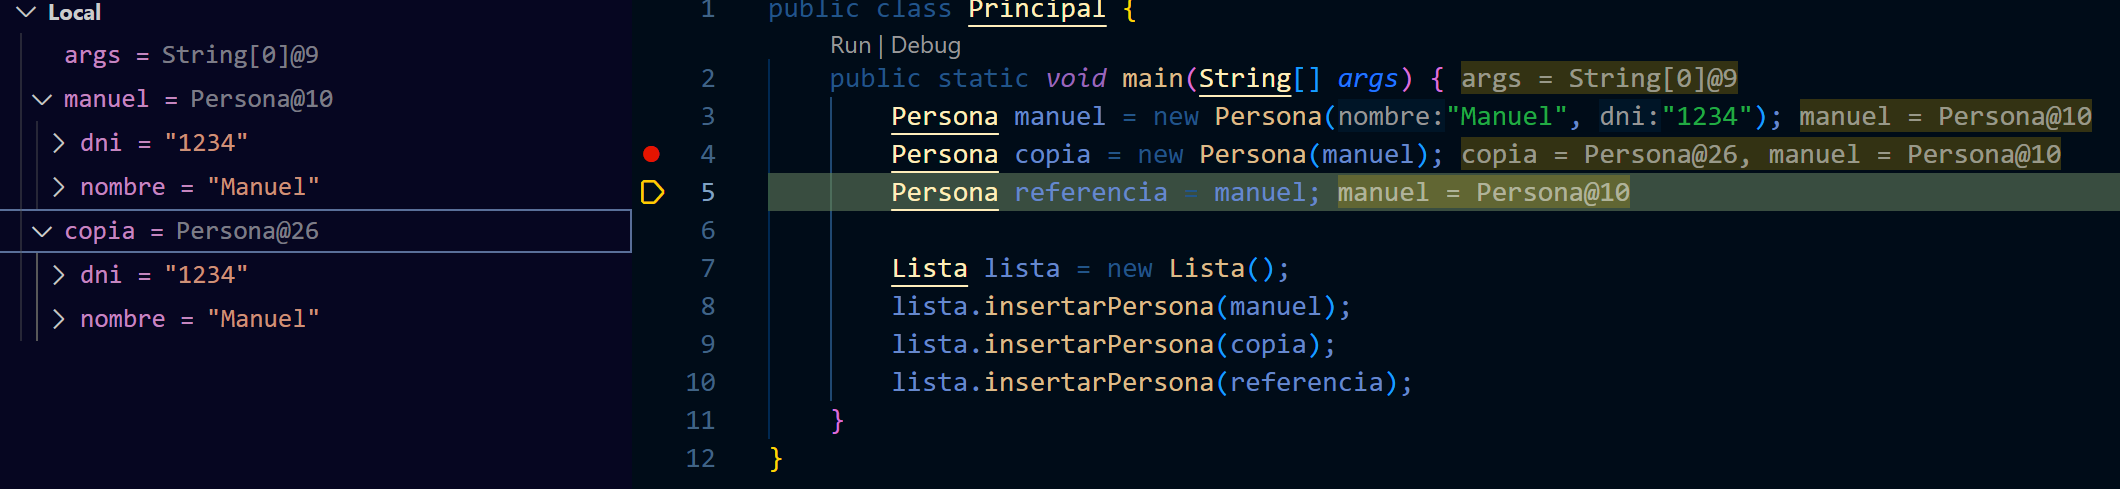 Local
args = String[0]@9
manuel = Persona@10
dni = "1234"
nombre = "Manuel"
copia = Persona@26
dni = "1234"
nombre = "Manuel"
1 public class Principal {
Run | Debug
2 public static void main(String[] args) { args = String[0]@9
3 Persona manuel = new Persona(nombre:"Manuel", dni:"1234"); manuel = Persona@10
4 Persona copia = new Persona(manuel); copia = Persona@26, manuel = Persona@10
5 Persona referencia = manuel; manuel = Persona@10
6
7 Lista lista = new Lista();
8 lista.insertarPersona(manuel);
9 lista.insertarPersona(copia);
10 lista.insertarPersona(referencia);
11 }
12 }